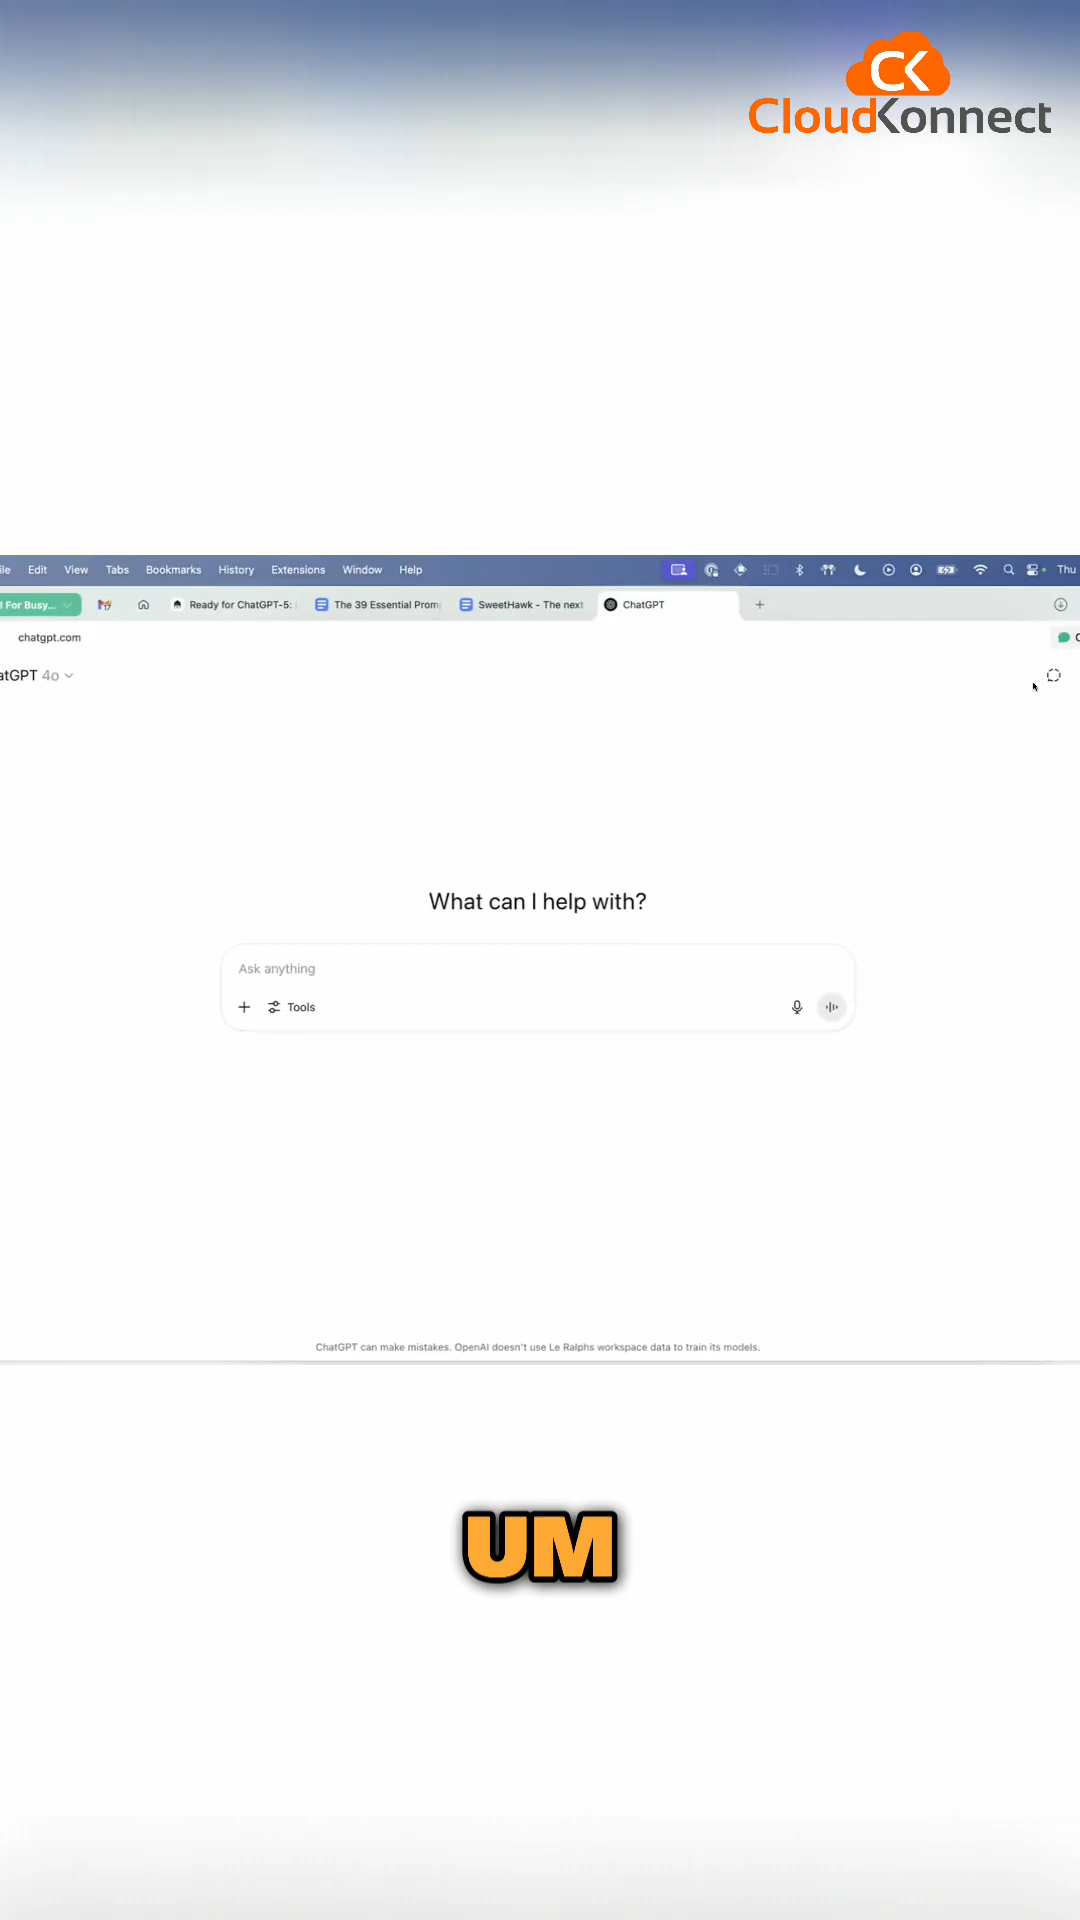 CK
CloudKonnect
ile Edit View Tabs Bookmarks History Extensions Window Help Thu
I For Busy... Ready for ChatGPT-5: The 39 Essential Prom SweetHawk - The next ChatGPT
chatgpt.com
atGPT 4o
What can I help with?
Ask anything
Tools
ChatGPT can make mistakes. OpenAI doesn't use Le Ralphs workspace data to train its models.
UM